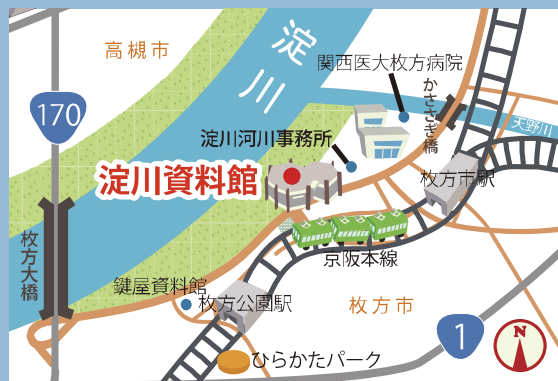 高槻市
淀川
関西医大枚方病院
かささぎ橋
170
天野川
淀川河川事務所
淀川資料館
枚方市駅
枚方大橋
京阪本線
鍵屋資料館
枚方公園駅
枚方市
1
N
ひらかたパーク